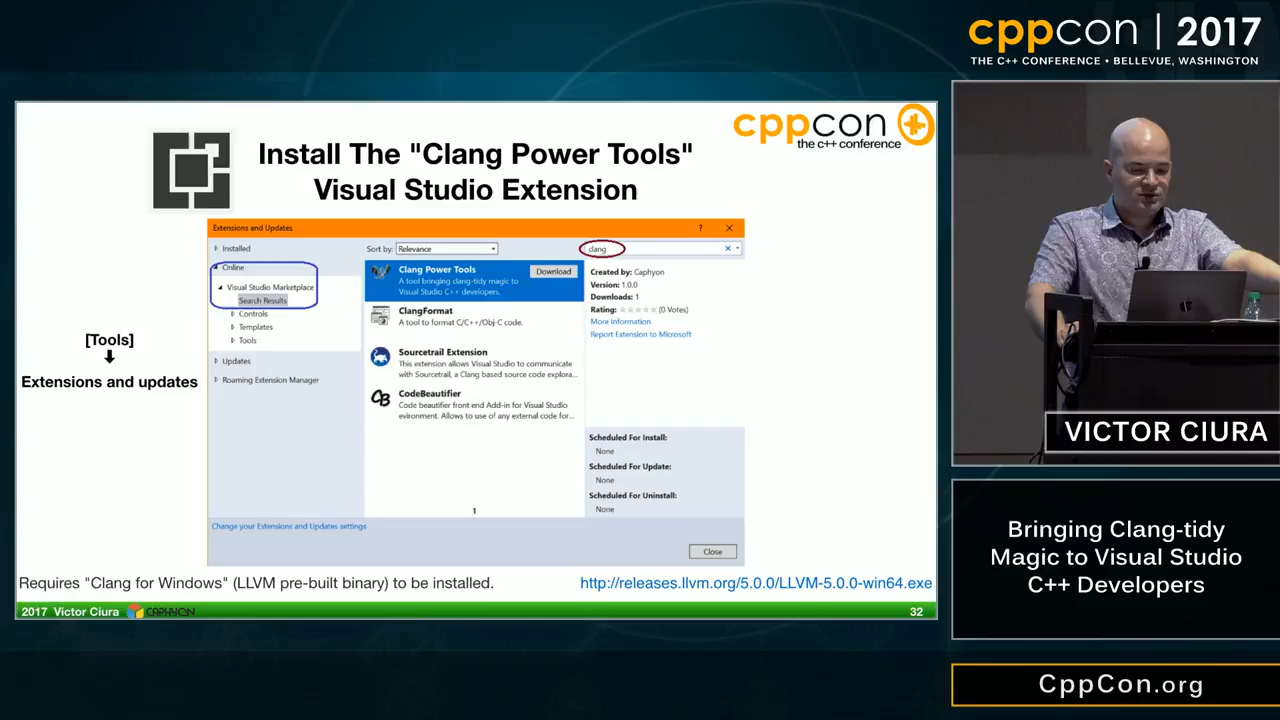 cppcon | 2017
THE C++ CONFERENCE • BELLEVUE, WASHINGTON
cppcon
the c++ conference
Install The "Clang Power Tools"
Visual Studio Extension
Extensions and Updates
? ✕
Installed
Online
Visual Studio Marketplace
Search Results
Controls
Templates
Tools
Updates
Roaming Extension Manager
Sort by: Relevance
clang
Clang Power Tools
Download
A tool bringing clang-tidy magic to
Visual Studio C++ developers.
ClangFormat
A tool to format C/C++/Obj-C code.
Sourcetrail Extension
This extension allows Visual Studio to communicate
with Sourcetrail, a Clang based source code explora...
CodeBeautifier
Code beautifier front end Add-in for Visual Studio
evironment. Allows to use of any external code for...
1
Created by: Caphyon
Version: 1.0.0
Downloads: 1
Rating: (0 Votes)
More Information
Report Extension to Microsoft
Scheduled For Install:
None
Scheduled For Update:
None
Scheduled For Uninstall:
None
Change your Extensions and Updates settings
Close
[Tools]
Extensions and updates
Requires "Clang for Windows" (LLVM pre-built binary) to be installed.
http://releases.llvm.org/5.0.0/LLVM-5.0.0-win64.exe
2017 Victor Ciura
CAPHYON
32
VICTOR CIURA
Bringing Clang-tidy
Magic to Visual Studio
C++ Developers
CppCon.org